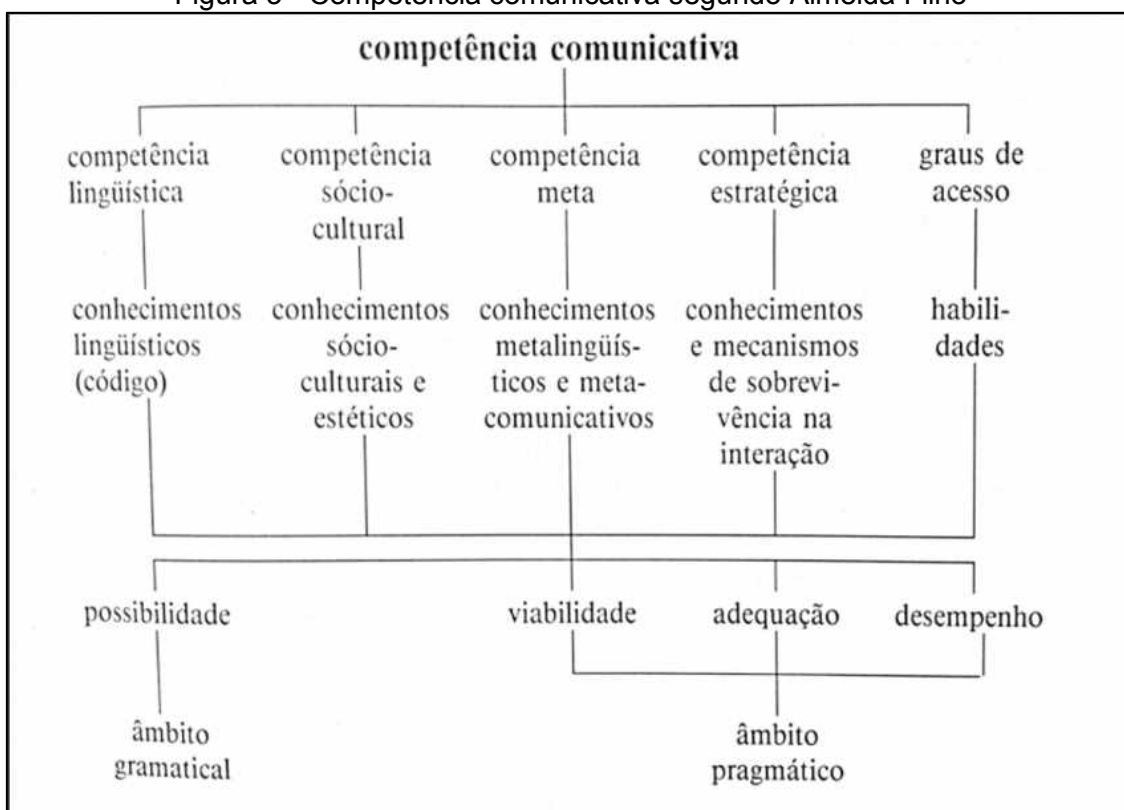 competência comunicativa
competência
lingüística
competência
sócio-
cultural
competência
meta
competência
estratégica
graus de
acesso
conhecimentos
lingüísticos
(código)
conhecimentos
sócio-
culturais e
estéticos
conhecimentos
metalingüís-
ticos e meta-
comunicativos
conhecimentos
e mecanismos
de sobrevi-
vência na
interação
habili-
dades
possibilidade
viabilidade
adequação
desempenho
âmbito
gramatical
âmbito
pragmático